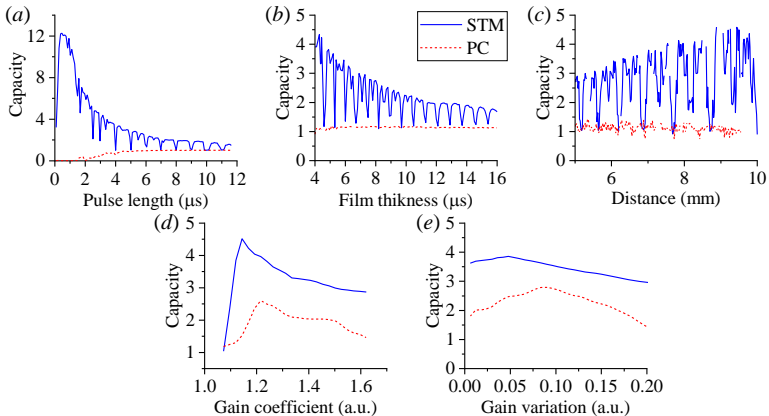 (a)
Capacity
12
8
4
0
0 2 4 6 8 10 12
Pulse length (μs)
(b)
STM
PC
Capacity
5
4
3
2
1
0
4 6 8 10 12 14 16
Film thikness (μs)
(c)
Capacity
5
4
3
2
1
0
6 8 10
Distance (mm)
(d)
Capacity
5
4
3
2
1
1.0 1.2 1.4 1.6
Gain coefficient (a.u.)
(e)
Capacity
5
4
3
2
1
0
0.00 0.05 0.10 0.15 0.20
Gain variation (a.u.)